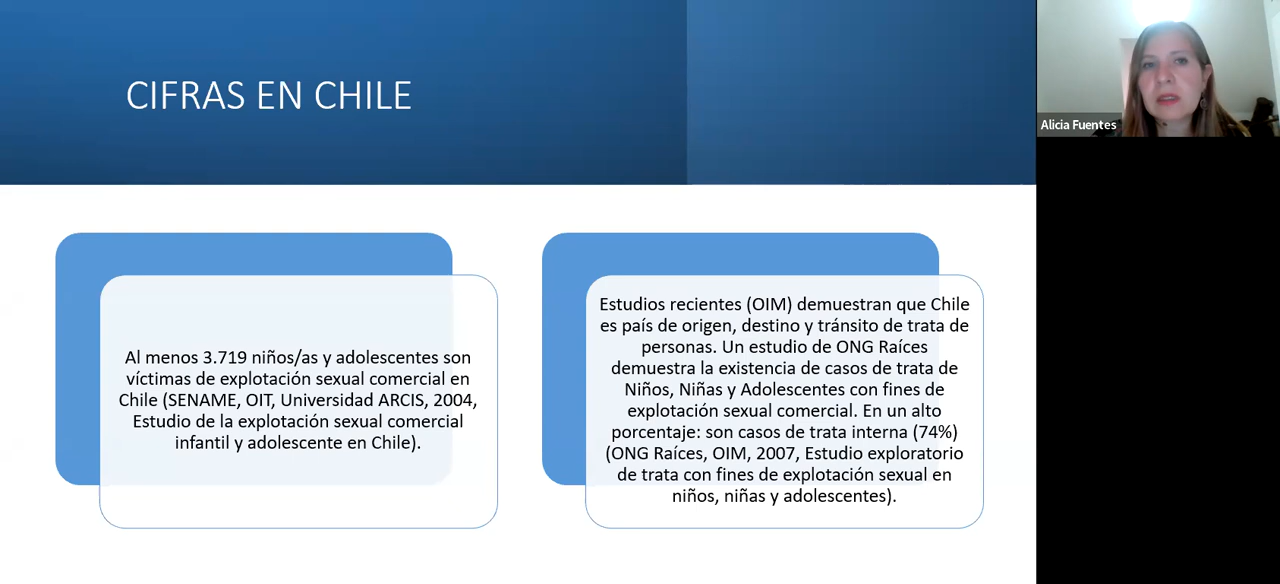 CIFRAS EN CHILE
Alicia Fuentes
Al menos 3.719 niños/as y adolescentes son
víctimas de explotación sexual comercial en
Chile (SENAME, OIT, Universidad ARCIS, 2004,
Estudio de la explotación sexual comercial
infantil y adolescente en Chile).
Estudios recientes (OIM) demuestran que Chile
es país de origen, destino y tránsito de trata de
personas. Un estudio de ONG Raíces
demuestra la existencia de casos de trata de
Niños, Niñas y Adolescentes con fines de
explotación sexual comercial. En un alto
porcentaje: son casos de trata interna (74%)
(ONG Raíces, OIM, 2007, Estudio exploratorio
de trata con fines de explotación sexual en
niños, niñas y adolescentes).